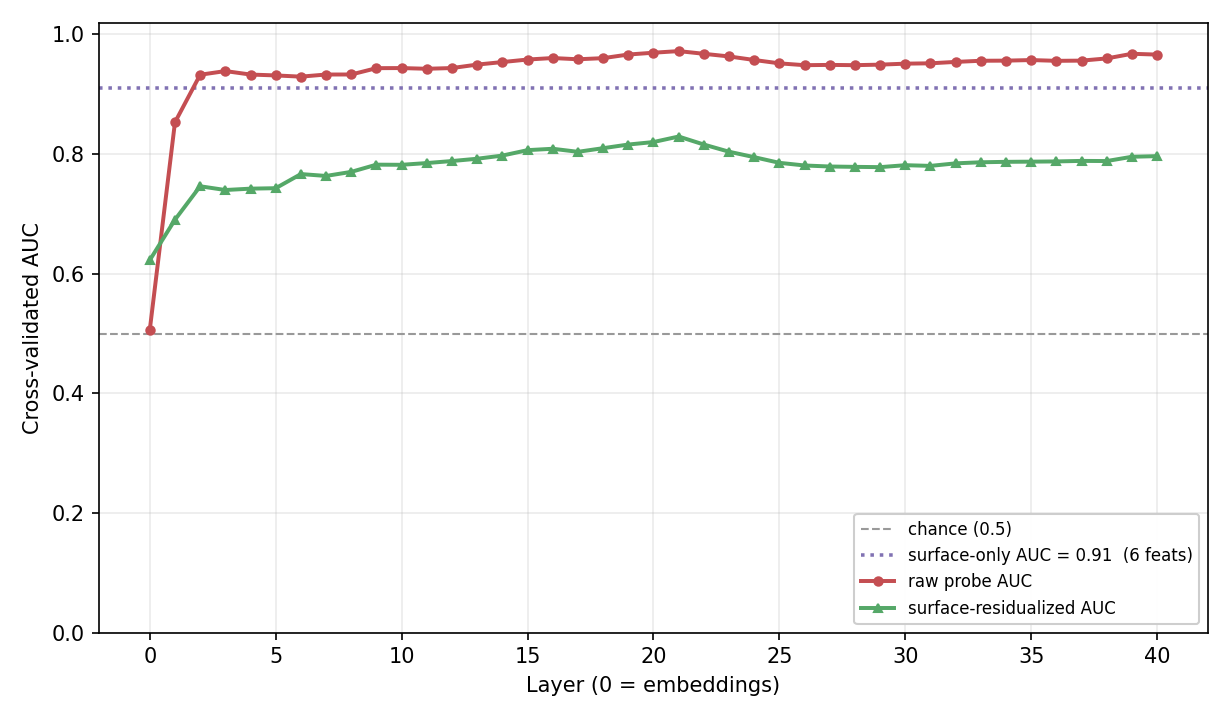 1.0
0.8
0.6
0.4
0.2
0.0
Cross-validated AUC
0 5 10 15 20 25 30 35 40
Layer (0 = embeddings)
chance (0.5)
surface-only AUC = 0.91 (6 feats)
raw probe AUC
surface-residualized AUC